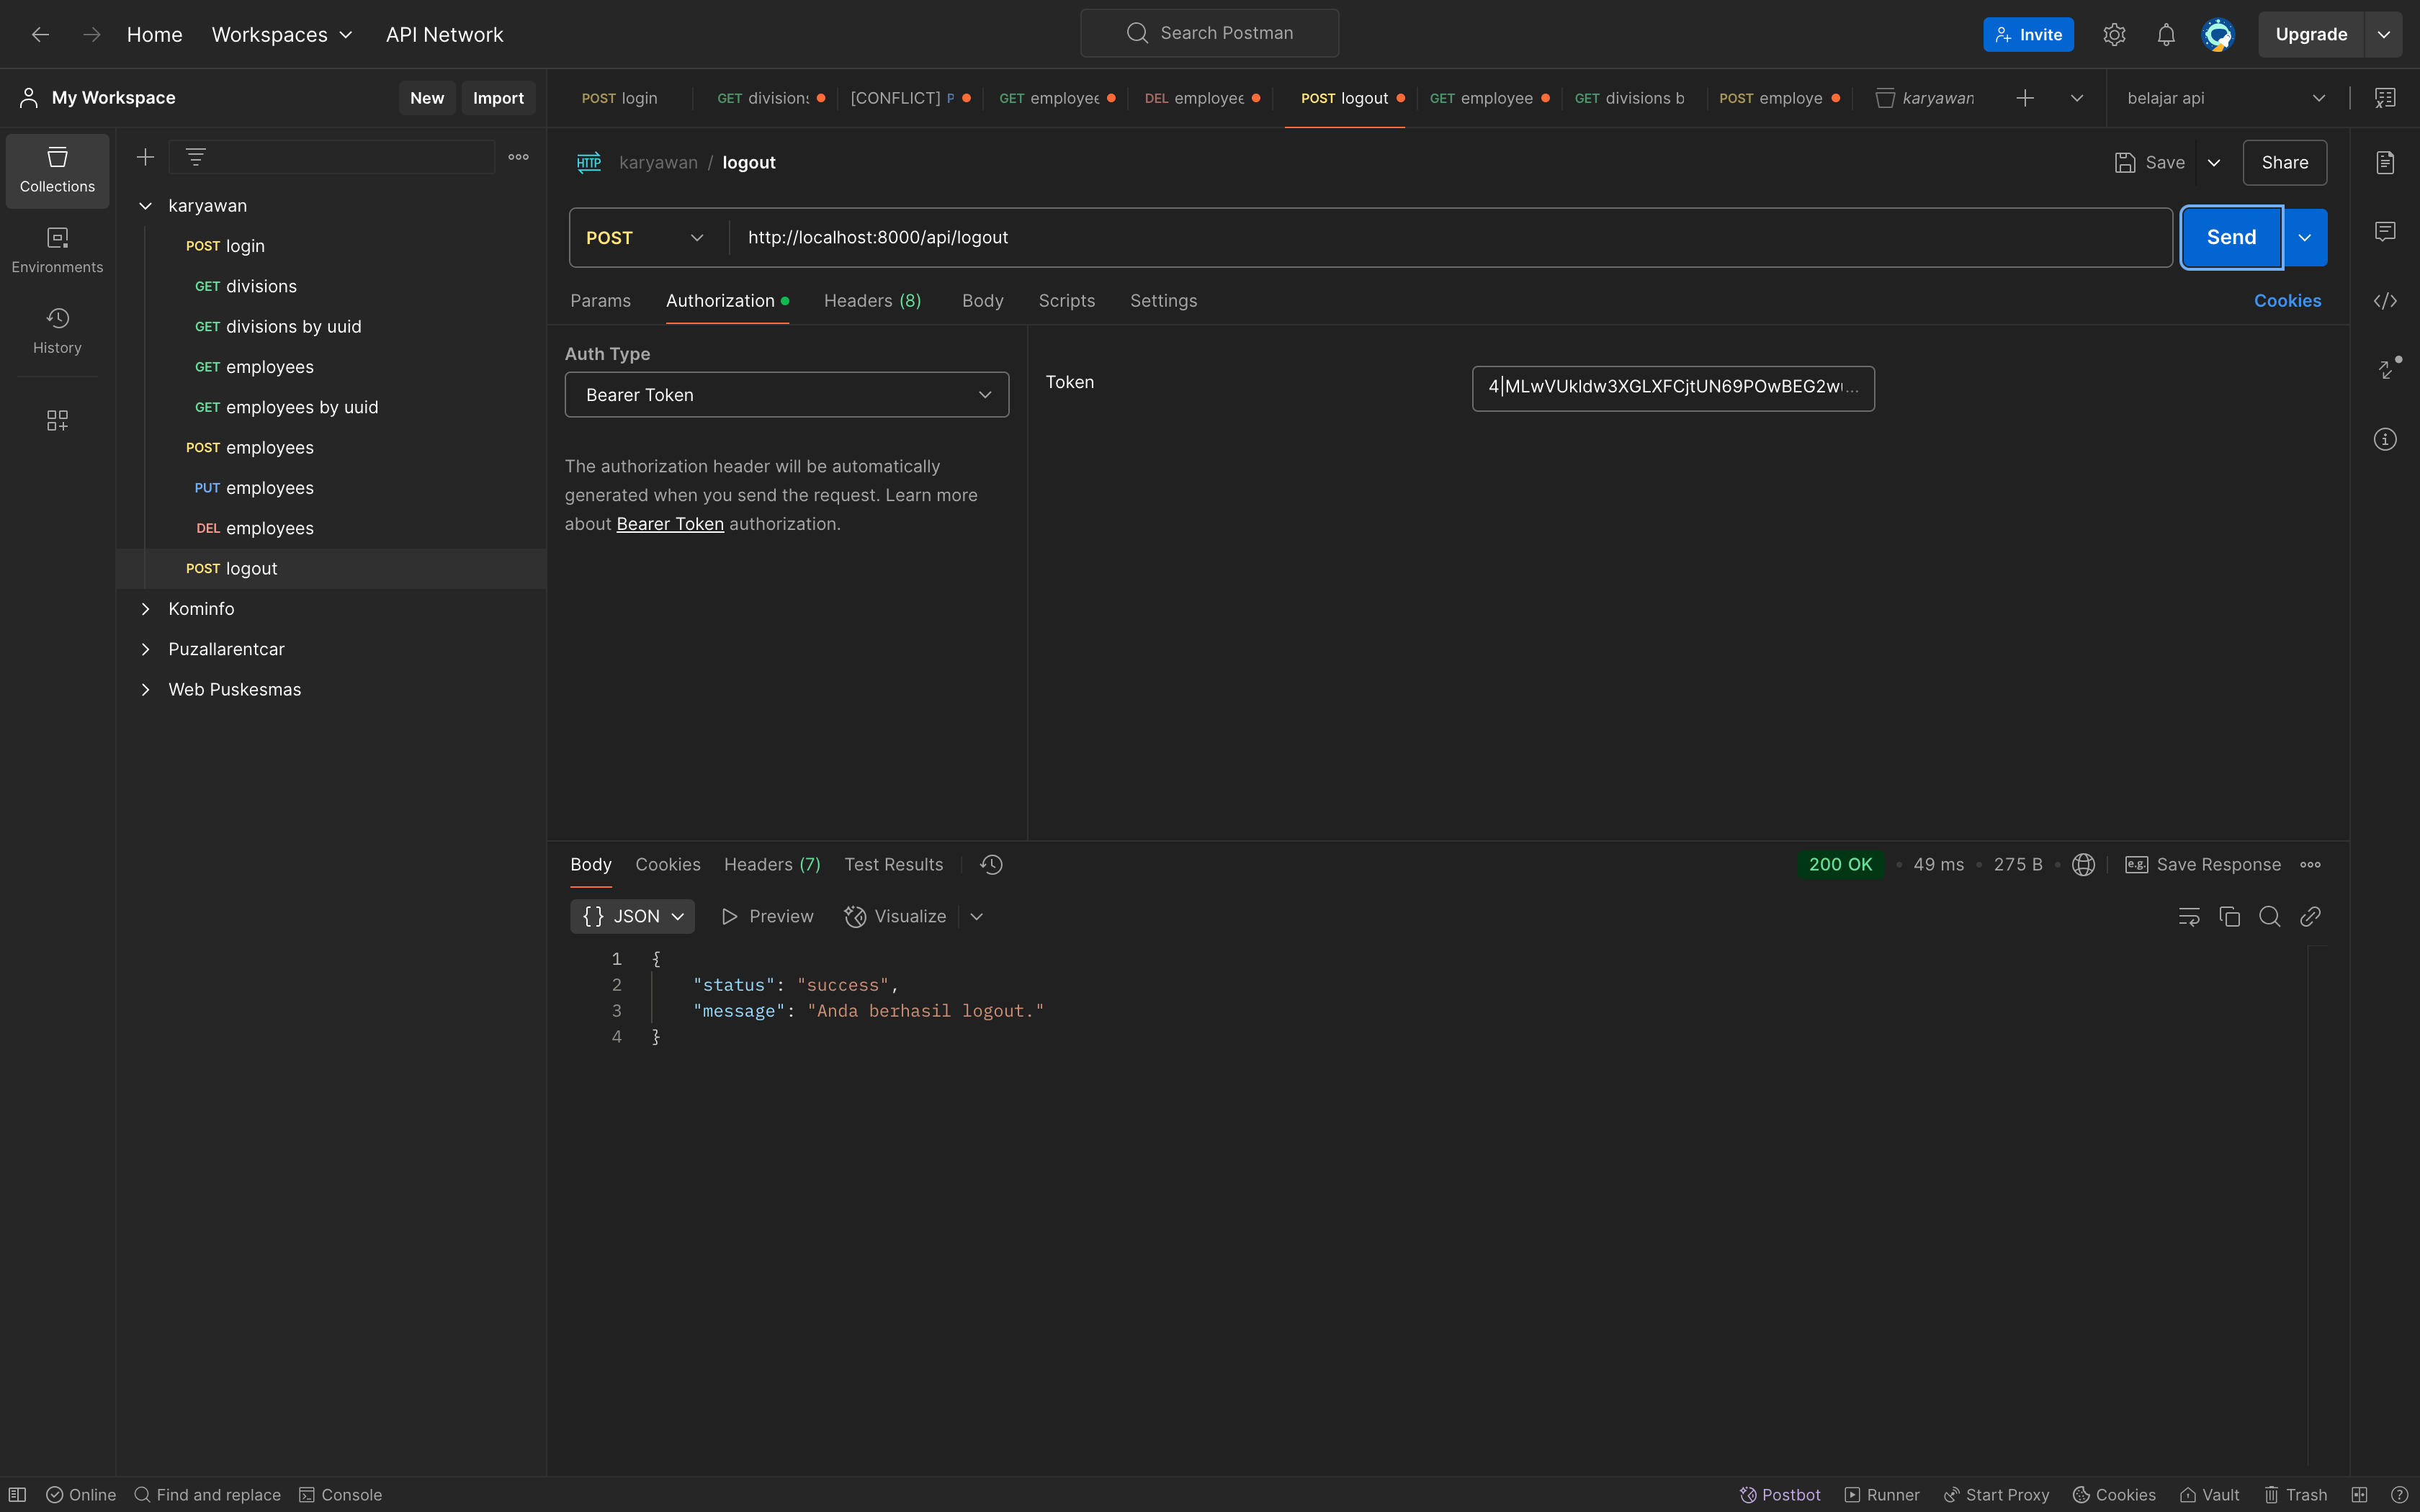 Home Workspaces API Network Search Postman Invite Upgrade
My Workspace New Import
POST login GET divisions [CONFLICT] P GET employee DEL employee POST logout GET employee GET divisions b POST employe karyawan belajar api
Collections
Environments
History
karyawan
POST login
GET divisions
GET divisions by uuid
GET employees
GET employees by uuid
POST employees
PUT employees
DEL employees
POST logout
Kominfo
Puzallarentcar
Web Puskesmas
HTTP karyawan / logout Save Share
POST http://localhost:8000/api/logout Send
Params Authorization Headers (8) Body Scripts Settings Cookies
Auth Type
Bearer Token
The authorization header will be automatically
generated when you send the request. Learn more
about Bearer Token authorization.
Token
Body Cookies Headers (7) Test Results 200 OK • 49 ms • 275 B • e.g. Save Response
{} JSON Preview Visualize
1 {
2 "status": "success",
3 "message": "Anda berhasil logout."
4 }
Online Find and replace Console Postbot Runner Start Proxy Cookies Vault Trash